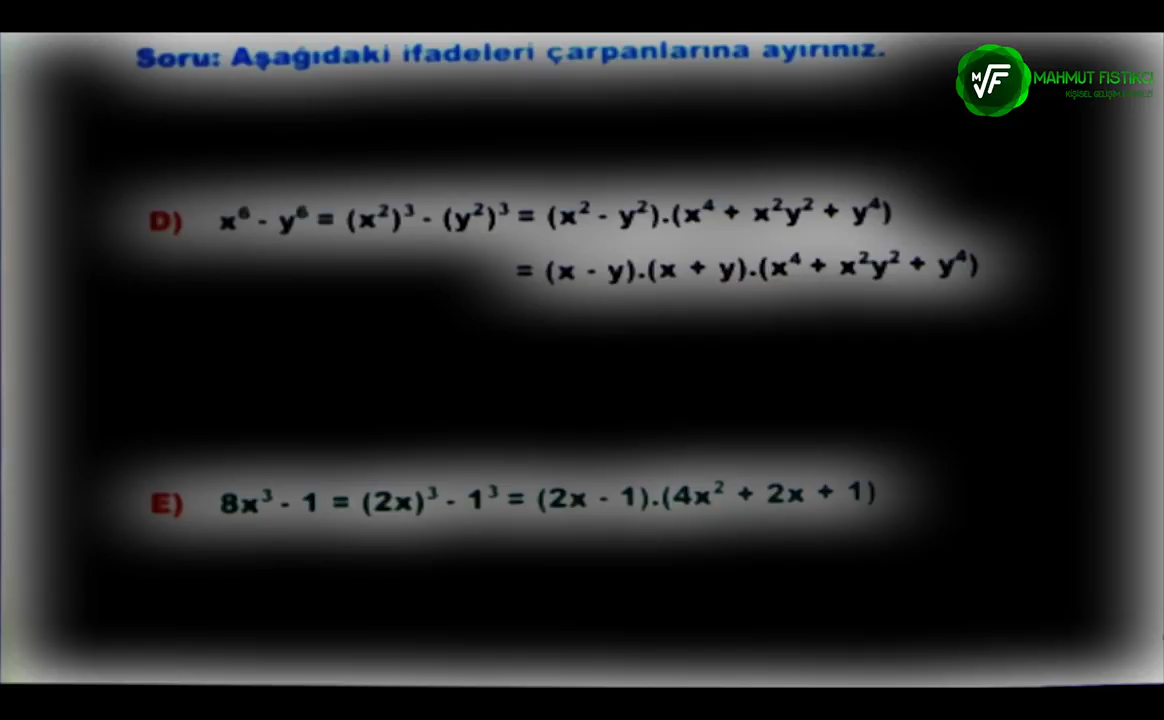 Soru: Aşağıdaki ifadeleri çarpanlarına ayırınız.
MAHMUT FISTIKÇI
D) x⁶ - y⁶ = (x²)³ - (y²)³ = (x² - y²).(x⁴ + x²y² + y⁴)
= (x - y).(x + y).(x⁴ + x²y² + y⁴)
E) 8x³ - 1 = (2x)³ - 1³ = (2x - 1).(4x² + 2x + 1)